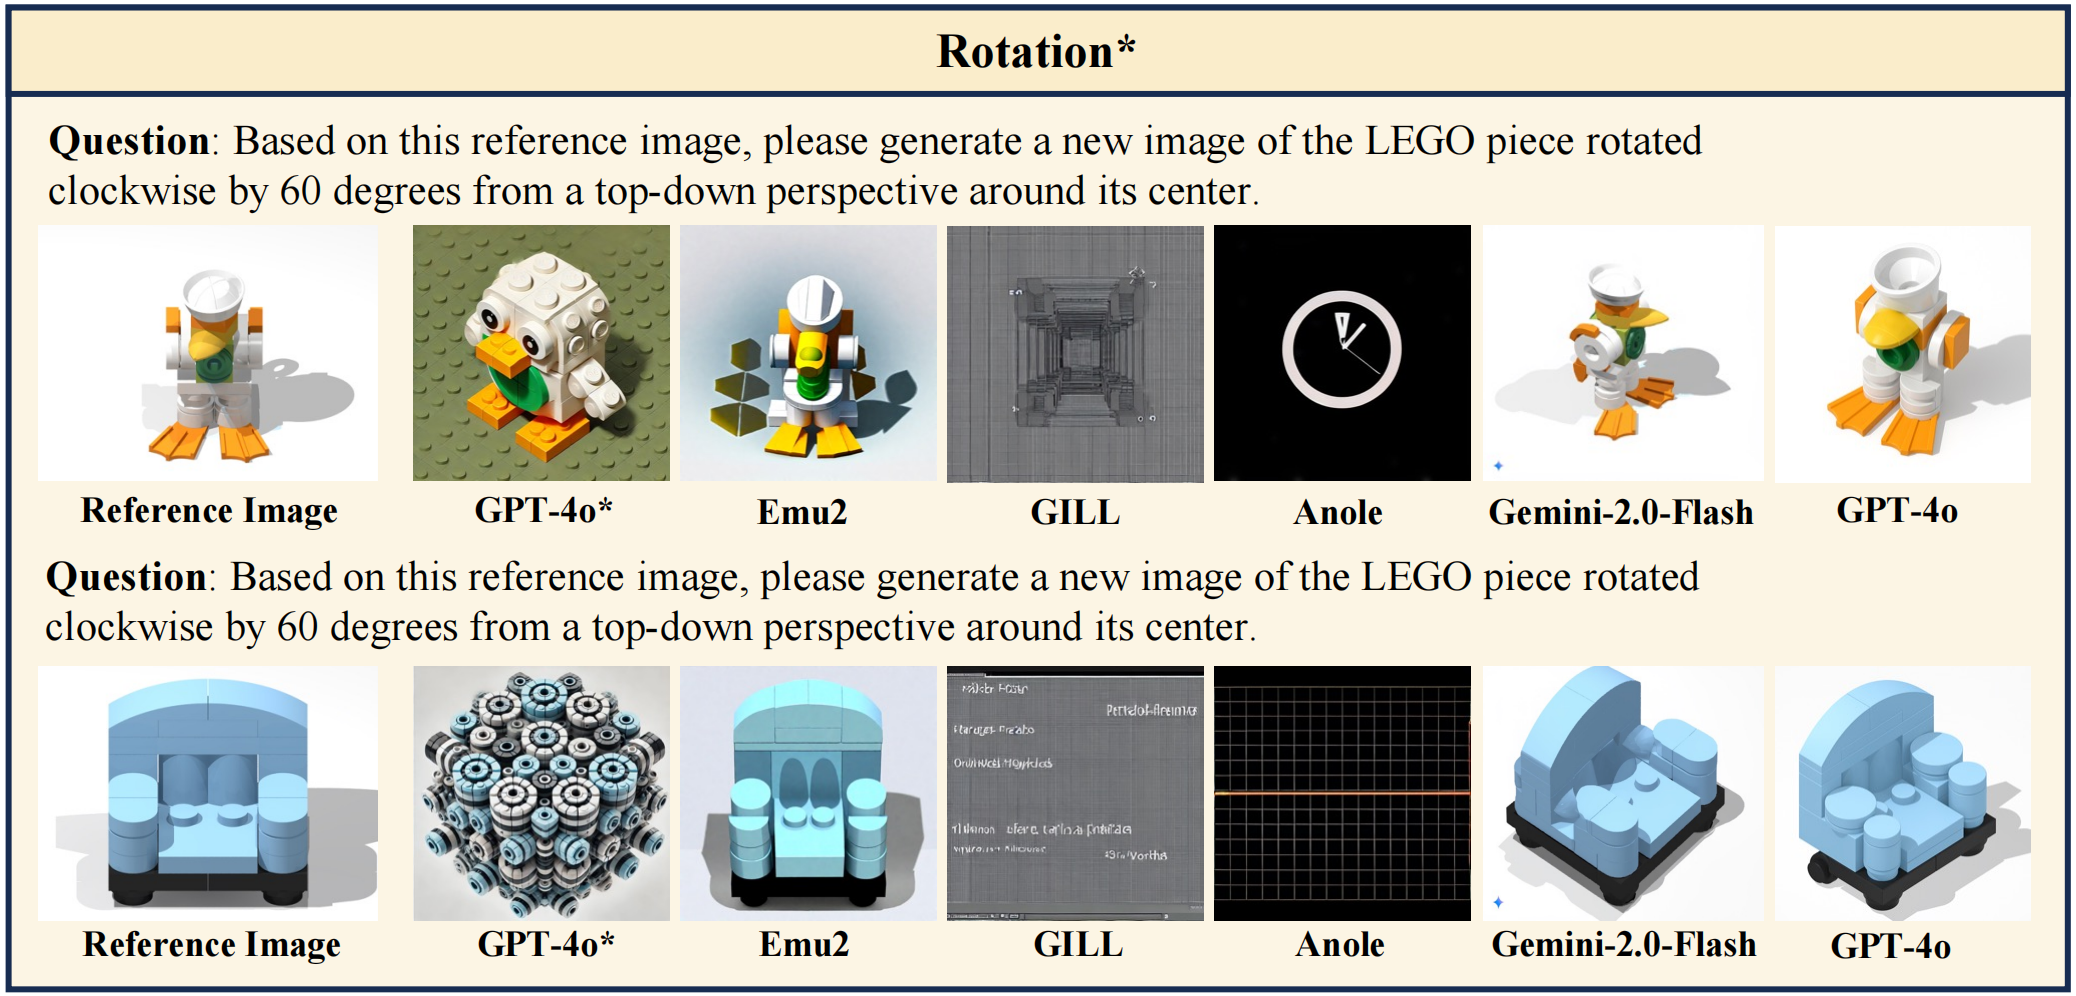 Rotation*
Question: Based on this reference image, please generate a new image of the LEGO piece rotated
clockwise by 60 degrees from a top-down perspective around its center.
Reference Image
GPT-4o*
Emu2
GILL
Anole
Gemini-2.0-Flash
GPT-4o
Question: Based on this reference image, please generate a new image of the LEGO piece rotated
clockwise by 60 degrees from a top-down perspective around its center.
Reference Image
GPT-4o*
Emu2
GILL
Anole
Gemini-2.0-Flash
GPT-4o